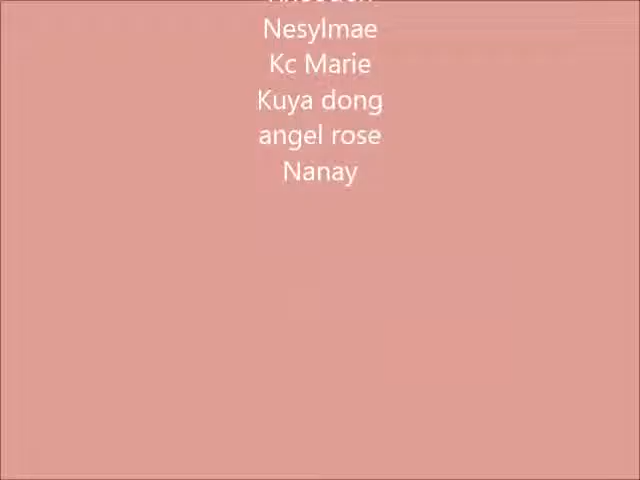 Nesylmae
Kc Marie
Kuya dong
angel rose
Nanay